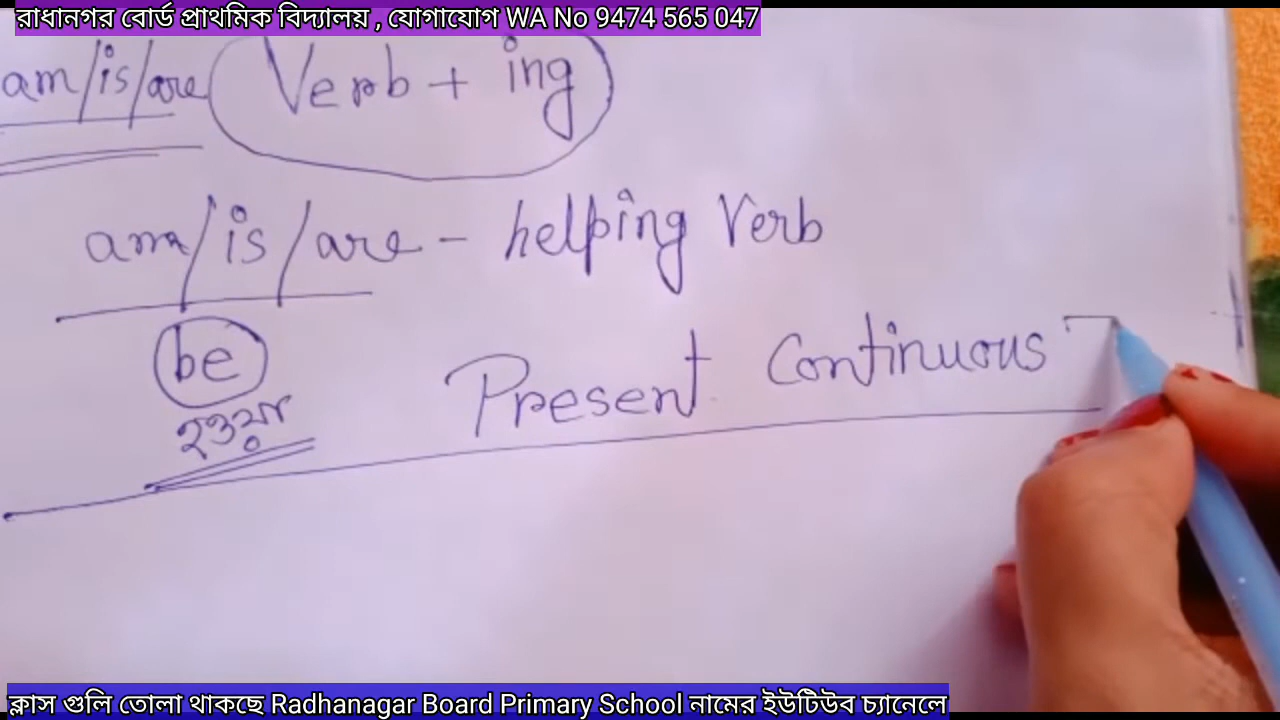 রাধানগর বোর্ড প্রাথমিক বিদ্যালয় , যোগাযোগ WA No 9474 565 047
am/is/are Verb + ing
am/is/are - helping Verb
be
হওয়া
Present Continuous T
ক্লাস গুলি তোলা থাকছে Radhanagar Board Primary School নামের ইউটিউব চ্যানেলে